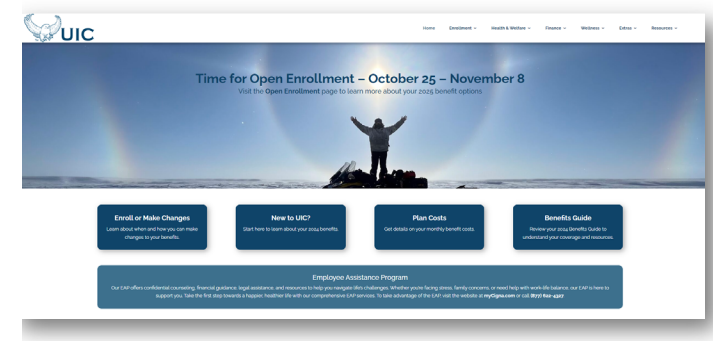 UIC
Home Enrollment Health & Welfare Finance Wellness Extras Resources
Time for Open Enrollment – October 25 – November 8
Visit the Open Enrollment page to learn more about your 2025 benefit options
Enroll or Make Changes
Learn about when and how you can make
changes to your benefits.
New to UIC?
Start here to learn about your 2024 benefits.
Plan Costs
Get details on your monthly benefit costs.
Benefits Guide
Review your 2024 Benefits Guide to
understand your coverage and resources.
Employee Assistance Program
Our EAP offers confidential counseling, financial guidance, legal assistance, and resources to help you navigate life's challenges. Whether you're facing stress, family concerns, or need help with work-life balance, our EAP is here to
support you. Take the first step towards a happier, healthier life with our comprehensive EAP services. To take advantage of the EAP, visit the website at myCigna.com or call (877) 622-4327.